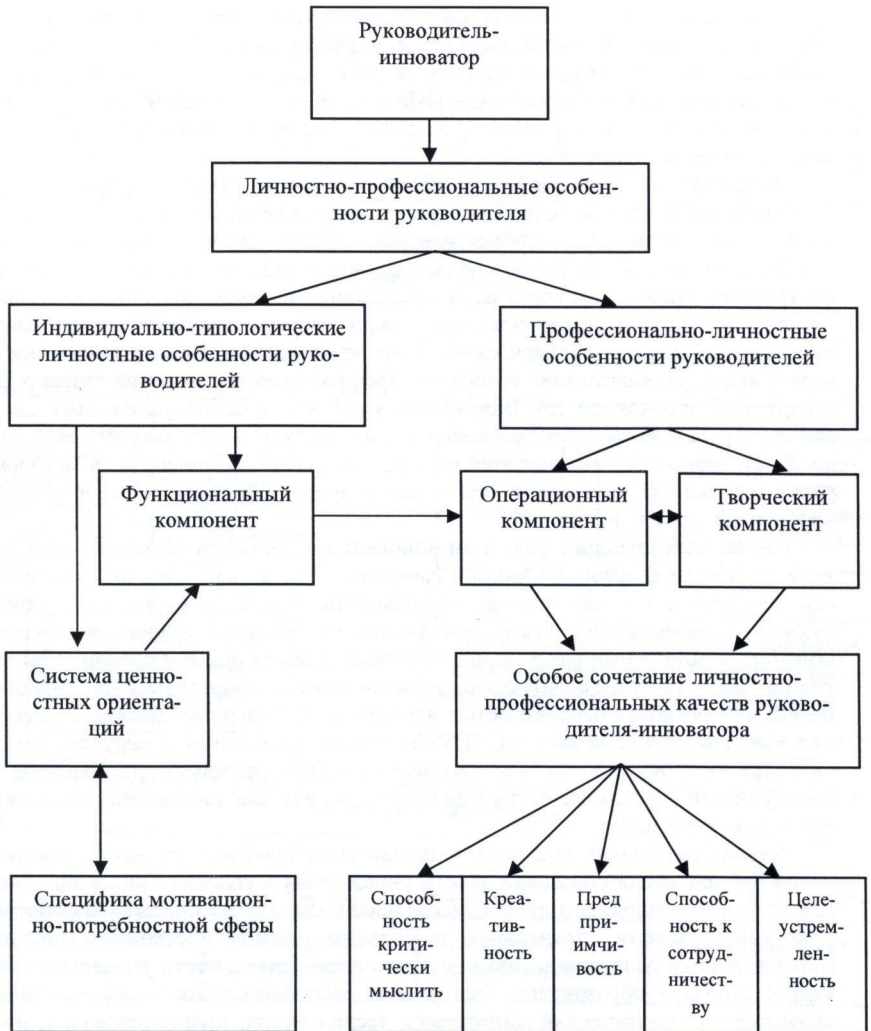 Руководитель-
инноватор
Личностно-профессиональные особен-
ности руководителя
Индивидуально-типологические
личностные особенности руко-
водителей
Профессионально-личностные
особенности руководителей
Функциональный
компонент
Операционный
компонент
Творческий
компонент
Система ценно-
стных ориента-
ций
Особое сочетание личностно-
профессиональных качеств руково-
дителя-инноватора
Специфика мотивацион-
но-потребностной сферы
Способ-
критич-
чески
мыслить
Креа-
тив-
ность
Пред
при
имчи-
вость
Способ-
ность к
сотруд-
ничест-
ву
Целе-
устрем-
лен-
ность